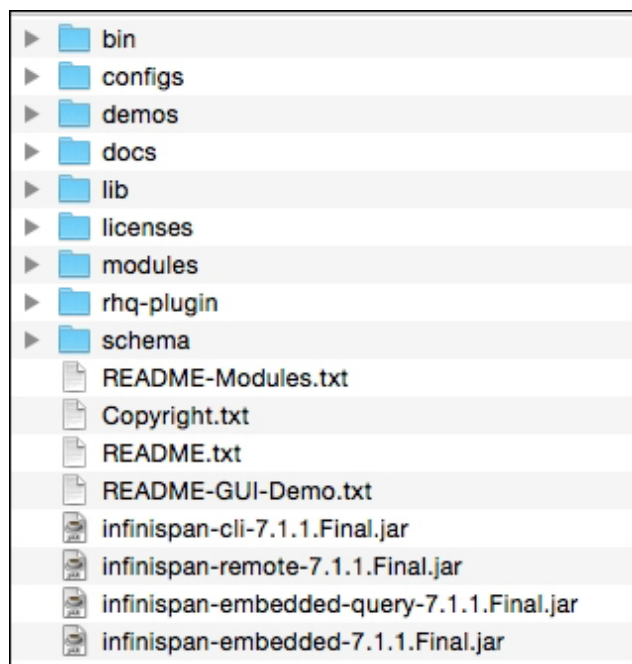 bin
configs
demos
docs
lib
licenses
modules
rhq-plugin
schema
README-Modules.txt
Copyright.txt
README.txt
README-GUI-Demo.txt
infinispan-cli-7.1.1.Final.jar
infinispan-remote-7.1.1.Final.jar
infinispan-embedded-query-7.1.1.Final.jar
infinispan-embedded-7.1.1.Final.jar